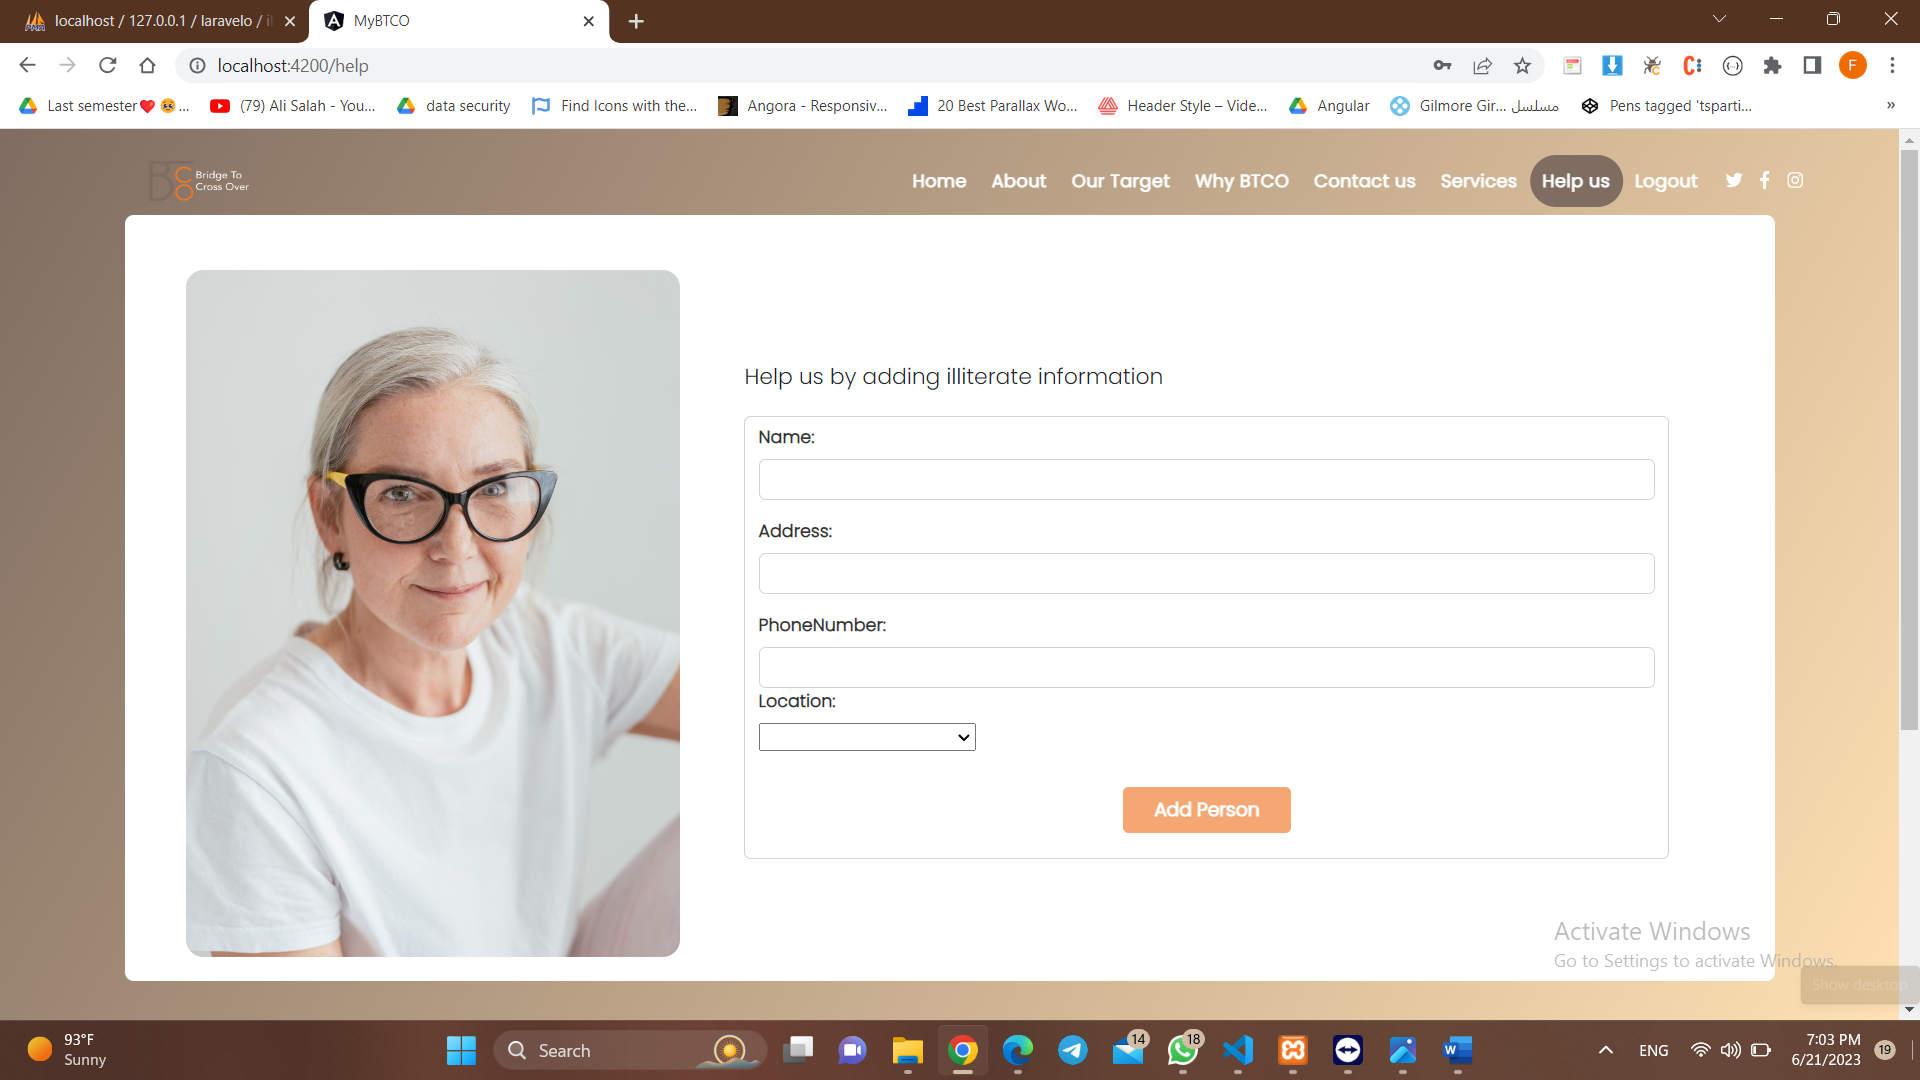 localhost / 127.0.0.1 / laravelo / il
MyBTCO
localhost:4200/help
F
Last semester❤️😣...
(79) Ali Salah - You...
data security
Find Icons with the...
Angora - Responsiv...
20 Best Parallax Wo...
Header Style – Vide...
Angular
Gilmore Gir... مسلسل
Pens tagged 'tsparti...
»
BTCO
Bridge To
Cross Over
Home
About
Our Target
Why BTCO
Contact us
Services
Help us
Logout
Help us by adding illiterate information
Name:
Address:
PhoneNumber:
Location:
Add Person
Activate Windows
Go to Settings to activate Windows.
Show desktop
93°F
Sunny
Search
14
18
ENG
7:03 PM
6/21/2023
19